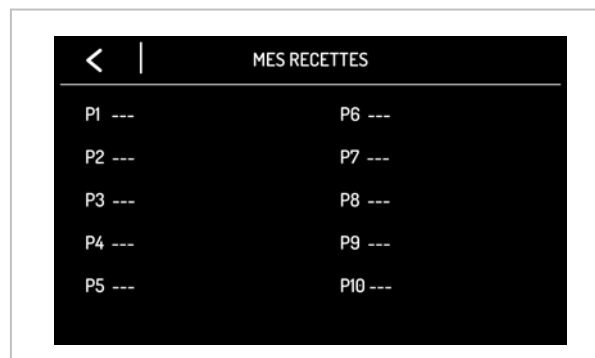 MES RECETTES
P1 ---
P2 ---
P3 ---
P4 ---
P5 ---
P6 ---
P7 ---
P8 ---
P9 ---
P10 ---